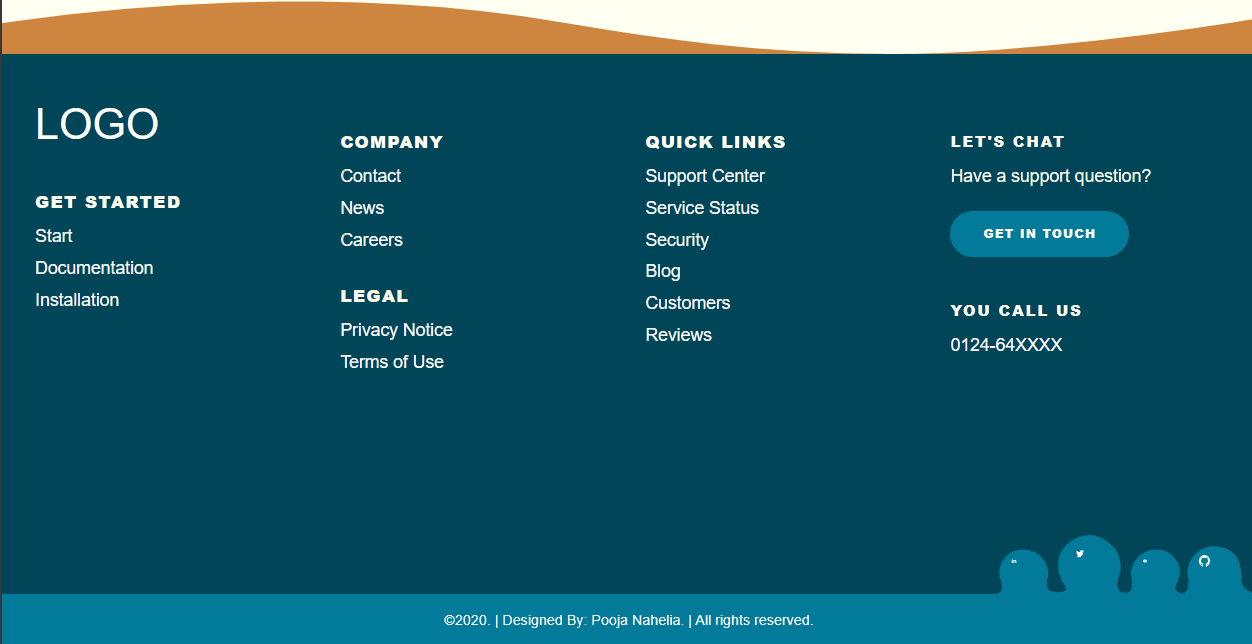 LOGO
GET STARTED
Start
Documentation
Installation
COMPANY
Contact
News
Careers
LEGAL
Privacy Notice
Terms of Use
QUICK LINKS
Support Center
Service Status
Security
Blog
Customers
Reviews
LET'S CHAT
Have a support question?
GET IN TOUCH
YOU CALL US
0124-64XXXX
in
©2020. | Designed By: Pooja Nahelia. | All rights reserved.